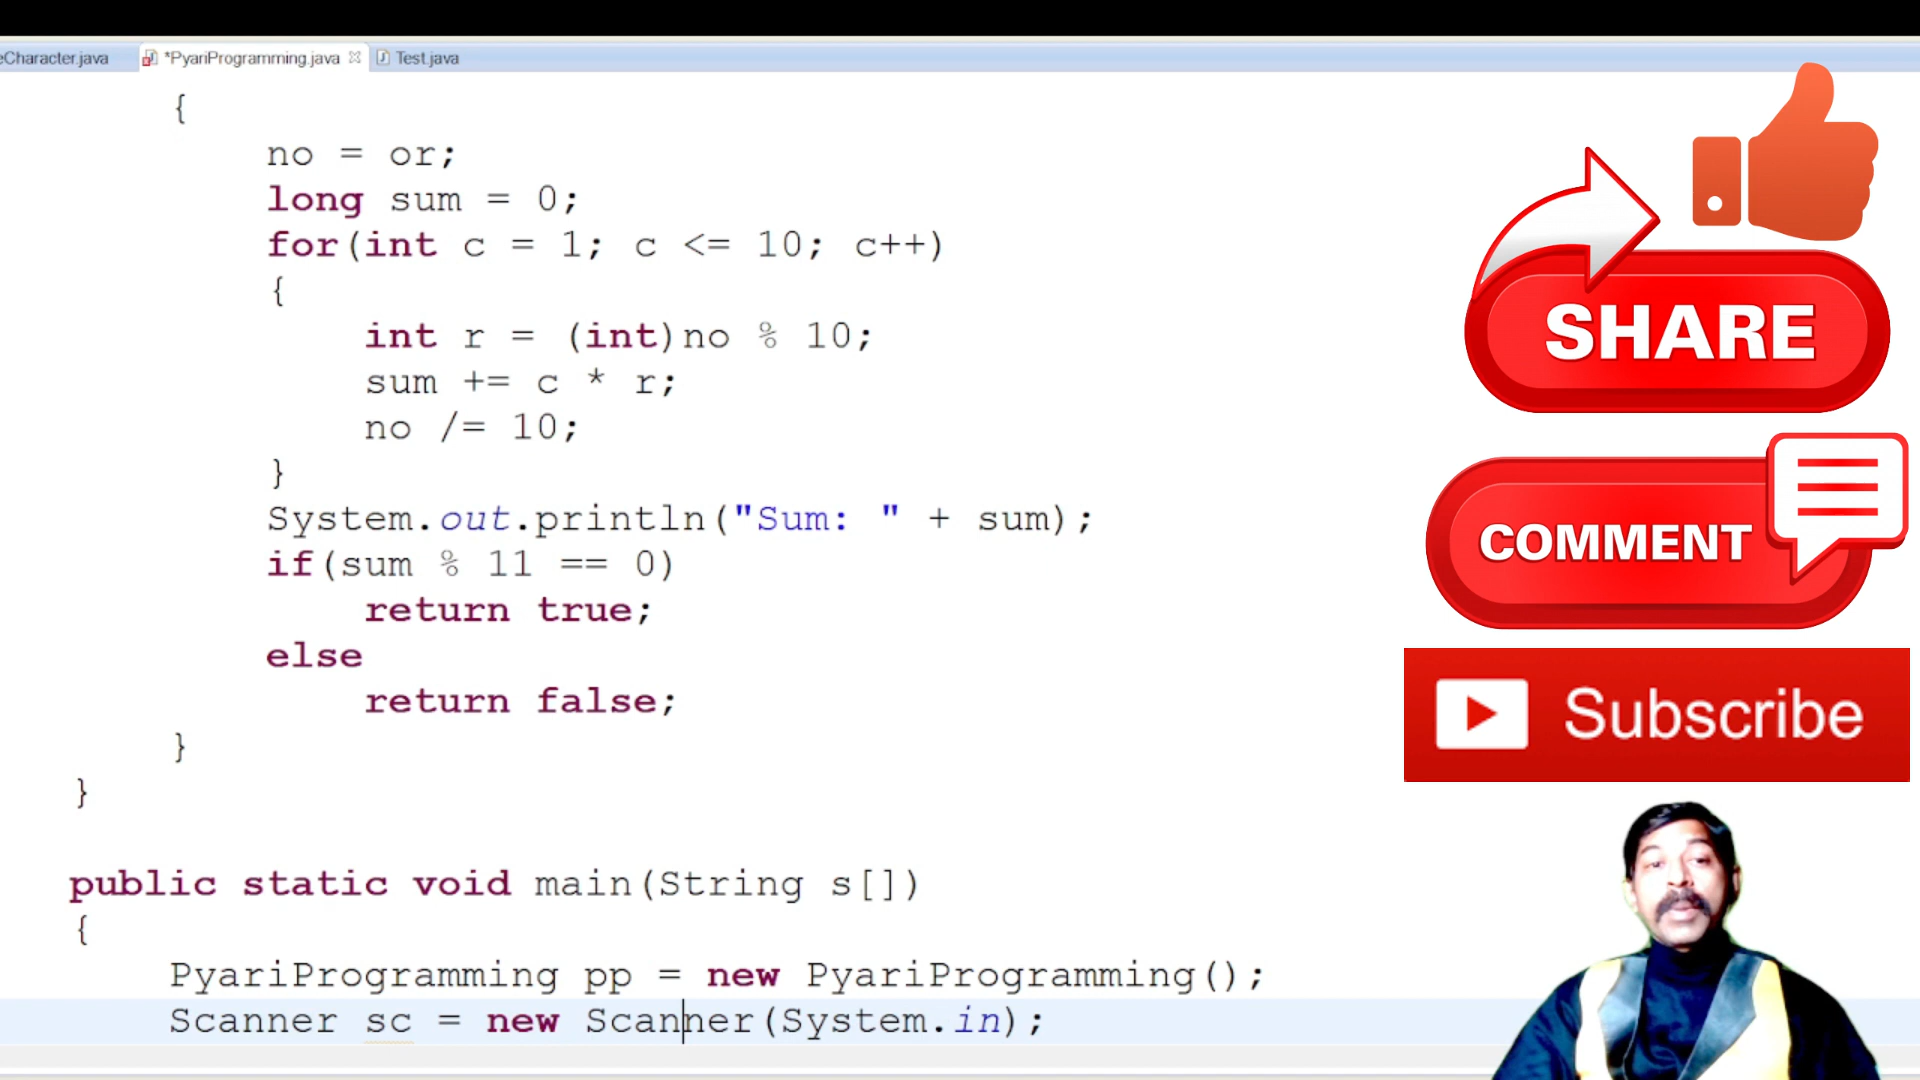 eCharacter.java *PyariProgramming.java Test.java
{
no = or;
long sum = 0;
for(int c = 1; c <= 10; c++)
{
int r = (int)no % 10;
sum += c * r;
no /= 10;
}
System.out.println("Sum: " + sum);
if(sum % 11 == 0)
return true;
else
return false;
}
}
public static void main(String s[])
{
PyariProgramming pp = new PyariProgramming();
Scanner sc = new Scanner(System.in);
SHARE
COMMENT
Subscribe